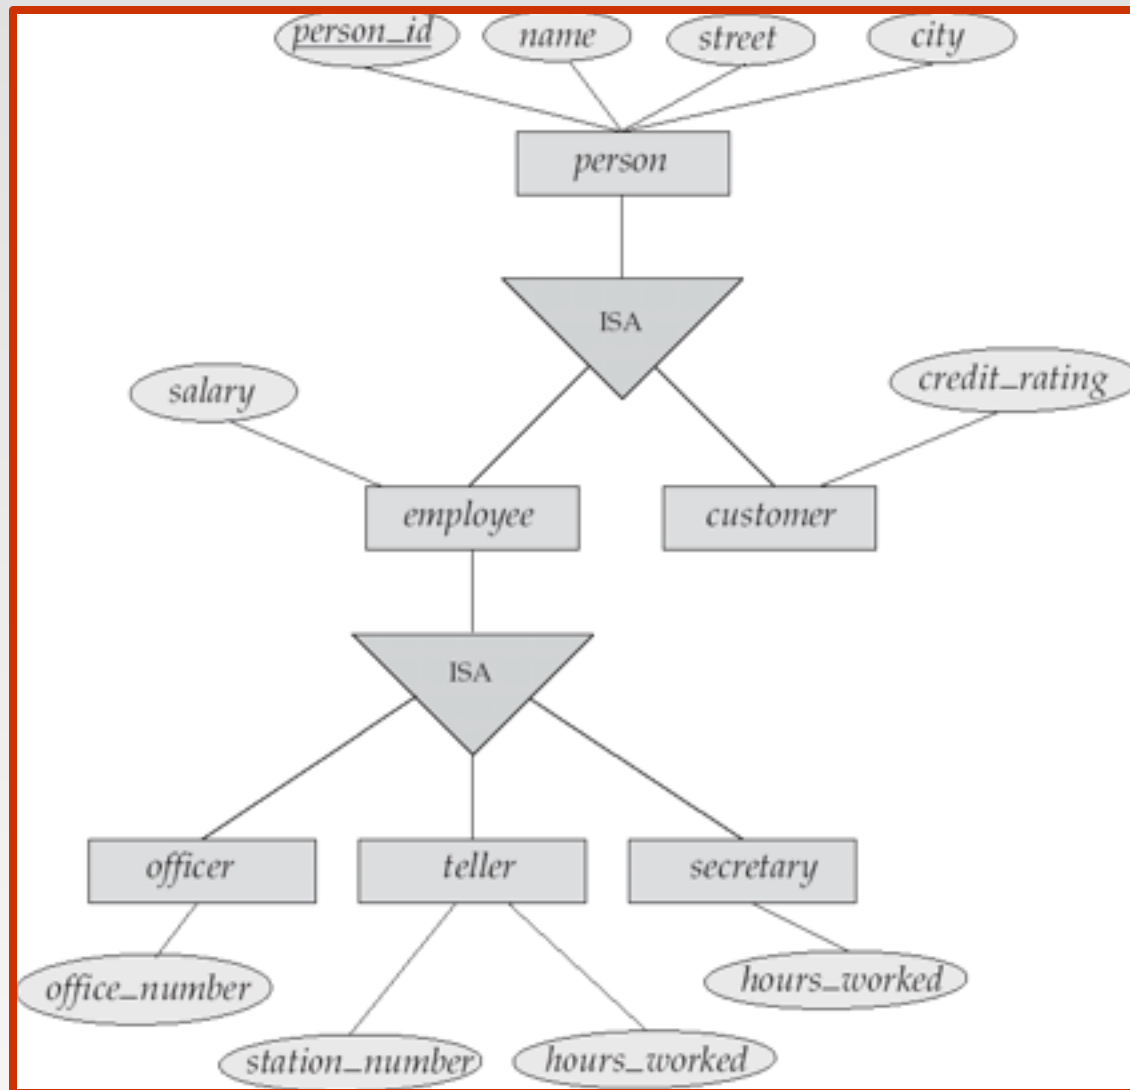 person_id name street city
person
ISA
salary
credit_rating
employee customer
ISA
officer teller secretary
office_number
hours_worked
station_number hours_worked